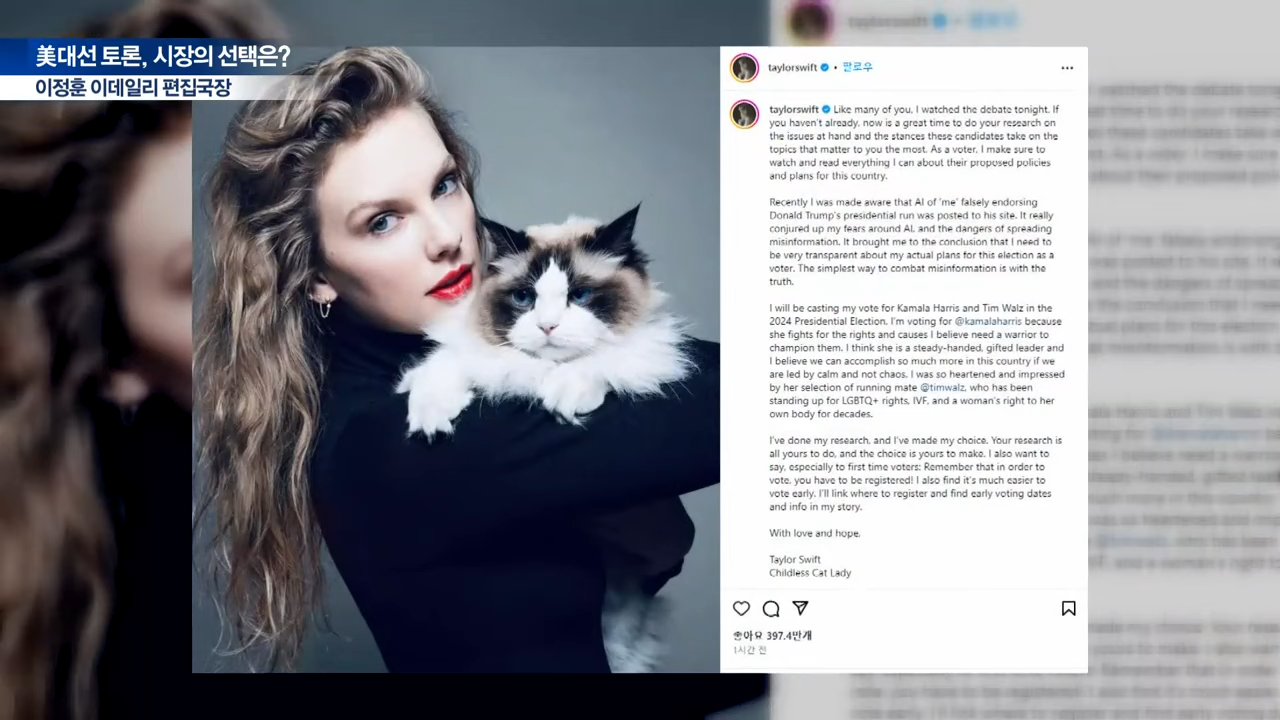 美대선 토론, 시장의 선택은?
이정훈 이데일리 편집국장
taylorswift • 팔로우
taylorswift Like many of you, I watched the debate tonight. If
you haven't already, now is a great time to do your research on
the issues at hand and the stances these candidates take on the
topics that matter to you the most. As a voter, I make sure to
watch and read everything I can about their proposed policies
and plans for this country.
Recently I was made aware that AI of 'me' falsely endorsing
Donald Trump's presidential run was posted to his site. It really
conjured up my fears around AI, and the dangers of spreading
misinformation. It brought me to the conclusion that I need to
be very transparent about my actual plans for this election as a
voter. The simplest way to combat misinformation is with the
truth.
I will be casting my vote for Kamala Harris and Tim Walz in the
2024 Presidential Election. I'm voting for @kamalaharris because
she fights for the rights and causes I believe need a warrior to
champion them. I think she is a steady-handed, gifted leader and
I believe we can accomplish so much more in this country if we
are led by calm and not chaos. I was so heartened and impressed
by her selection of running mate @timwalz, who has been
standing up for LGBTQ+ rights, IVF, and a woman's right to her
own body for decades.
I've done my research, and I've made my choice. Your research is
all yours to do, and the choice is yours to make. I also want to
say, especially to first time voters: Remember that in order to
vote, you have to be registered! I also find it's much easier to
vote early. I'll link where to register and find early voting dates
and info in my story.
With love and hope,
Taylor Swift
Childless Cat Lady
좋아요 397.4만개
1시간 전